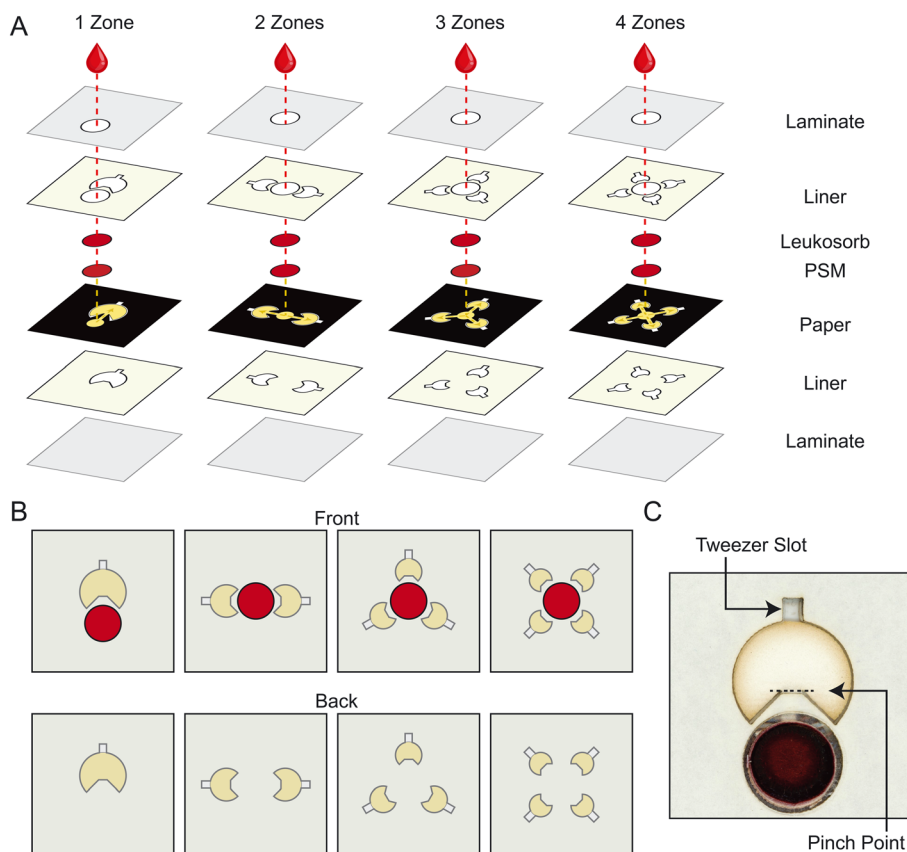 A
1 Zone
2 Zones
3 Zones
4 Zones
Laminate
Liner
Leukosorb
PSM
Paper
Liner
Laminate
B
Front
Back
C
Tweezer Slot
Pinch Point